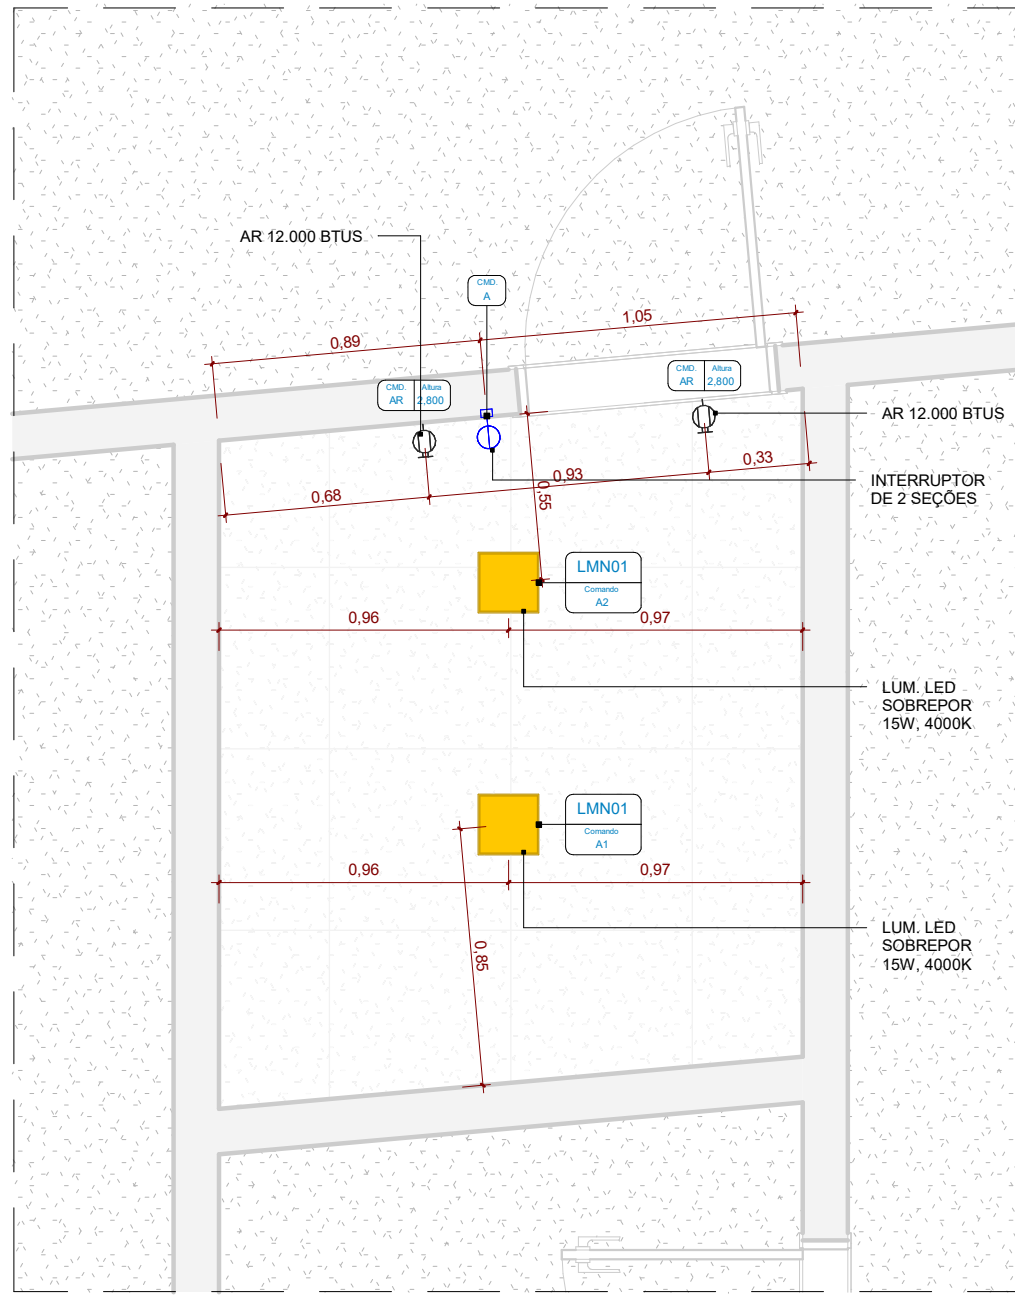 AR 12.000 BTUS
CMD.
A
1,05
0,89
CMD.
AR
Altura
2,800
CMD.
AR
Altura
2,800
AR 12.000 BTUS
0,33
0,93
0,68
0,55
INTERRUPTOR
DE 2 SEÇÕES
LMN01
Comando
A2
0,96
0,97
LUM. LED
SOBREPOR
15W, 4000K
LMN01
Comando
A1
0,96
0,97
LUM. LED
SOBREPOR
15W, 4000K
0,85